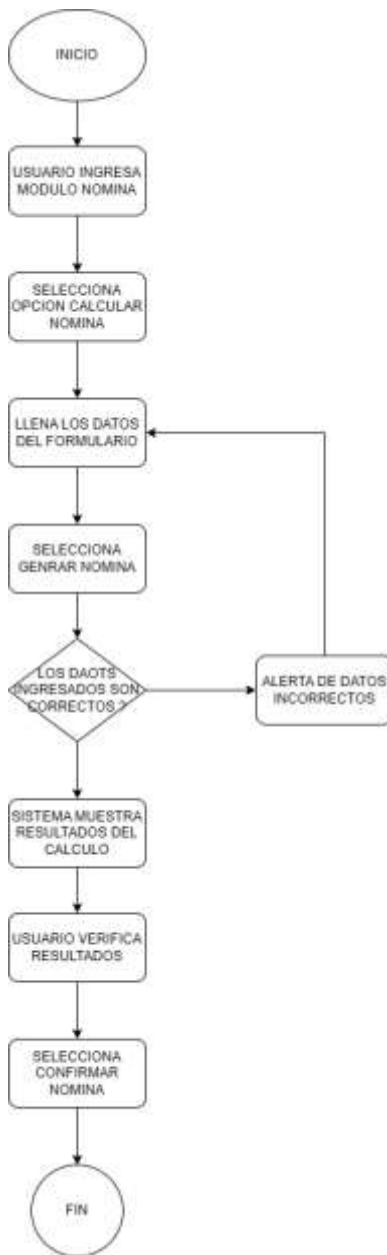 INICIO
USUARIO INGRESA
MODULO NOMINA
SELECCIONA
OPCION CALCULAR
NOMINA
LLENA LOS DATOS
DEL FORMULARIO
SELECCIONA
GENRAR NOMINA
LOS DAOTS
INGRESADOS SON
CORRECTOS ?
ALERTA DE DATOS
INCORRECTOS
SISTEMA MUESTRA
RESULTADOS DEL
CALCULO
USUARIO VERIFICA
RESULTADOS
SELECCIONA
CONFIRMAR
NOMINA
FIN